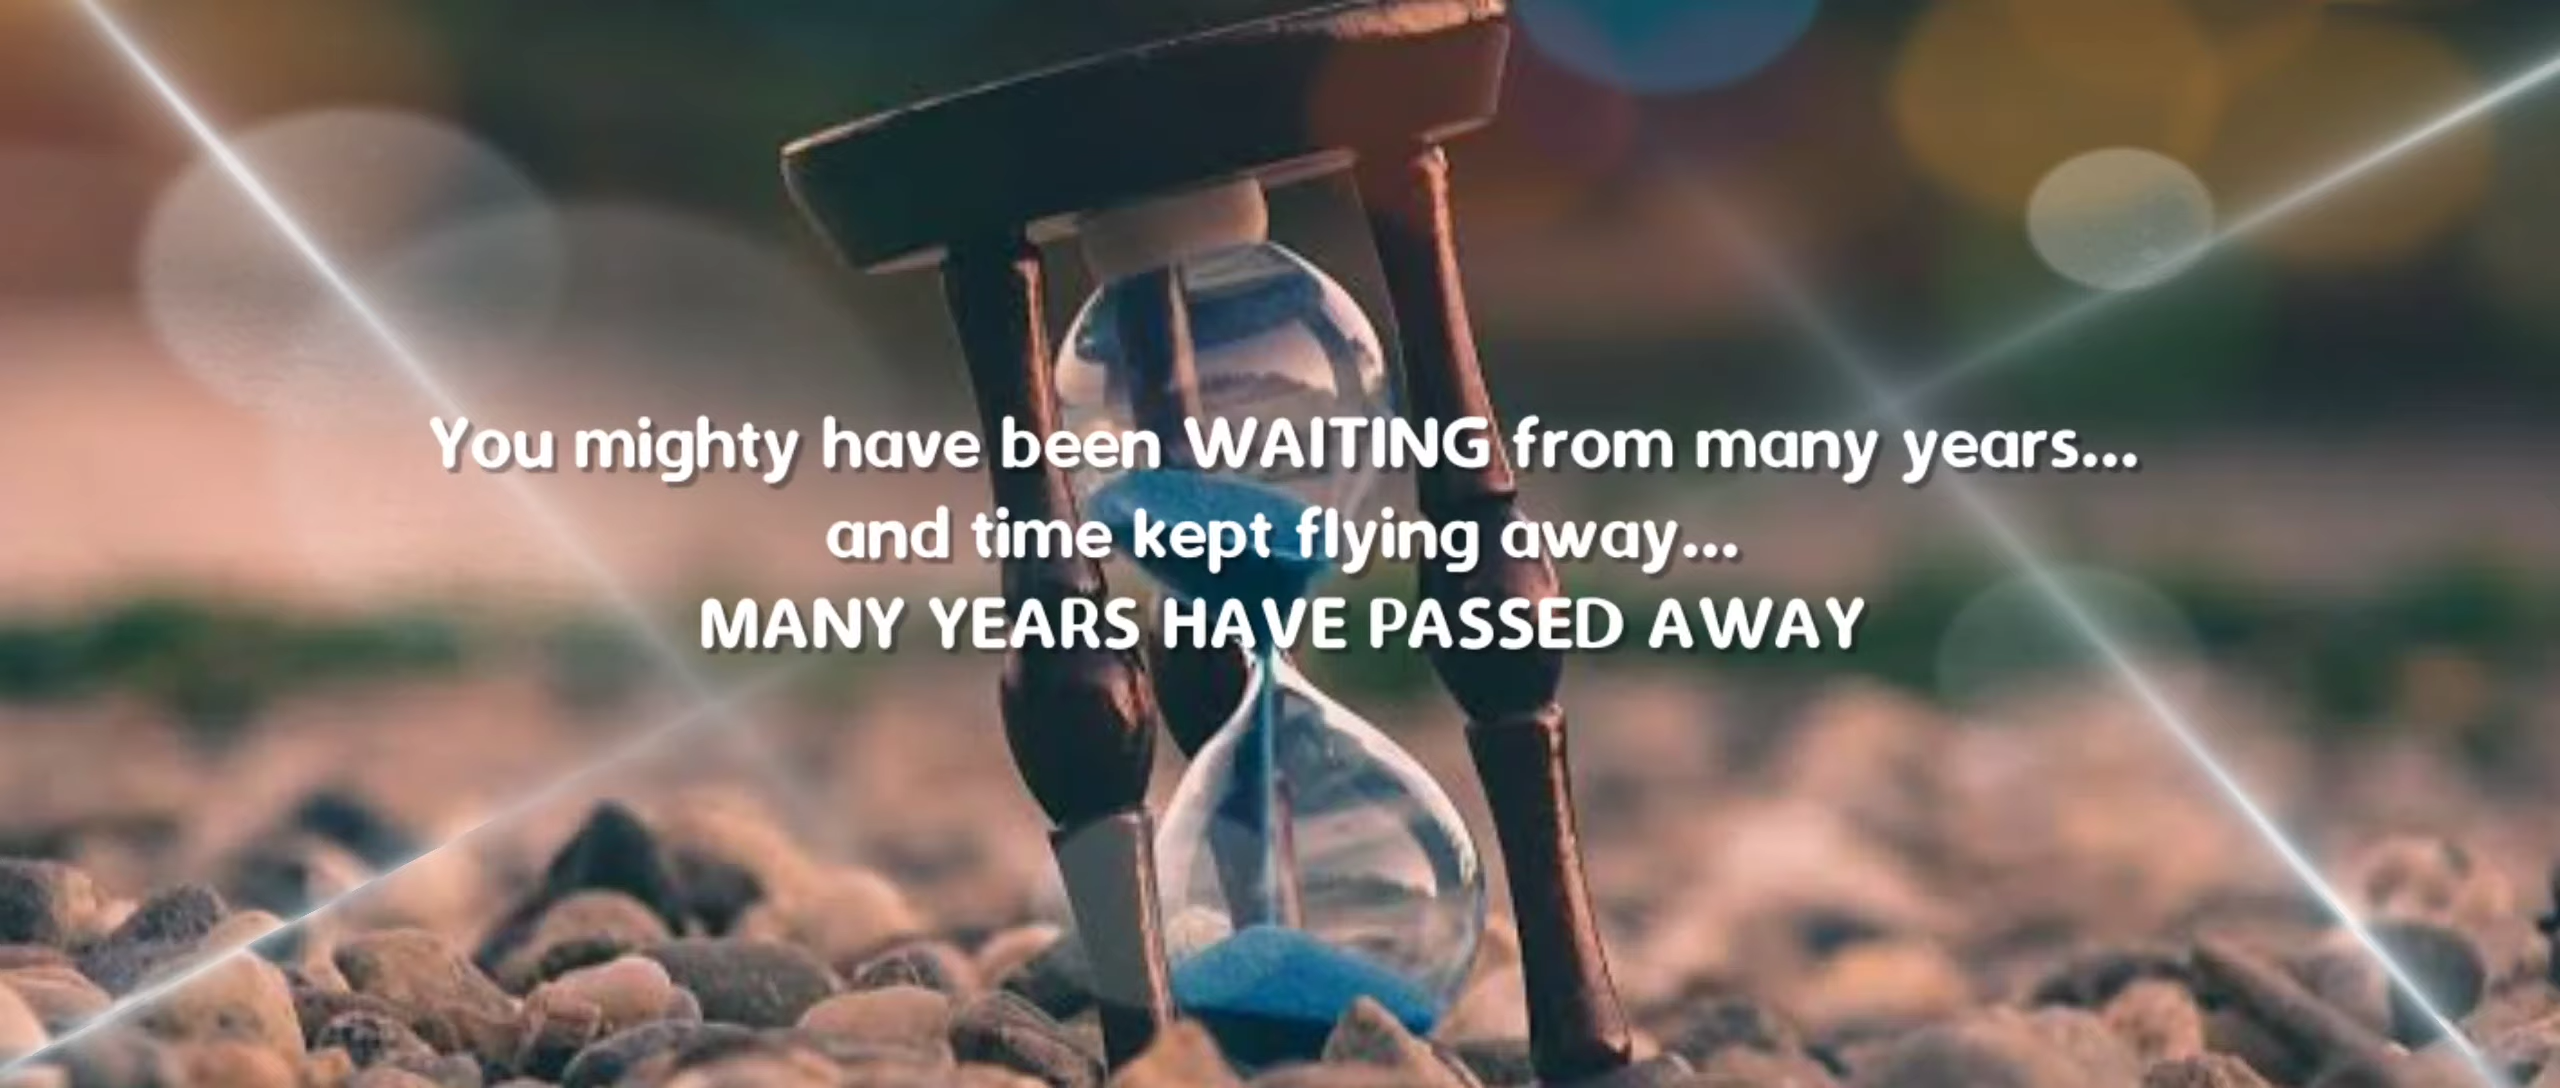 You mighty have been WAITING from many years...
and time kept flying away...
MANY YEARS HAVE PASSED AWAY